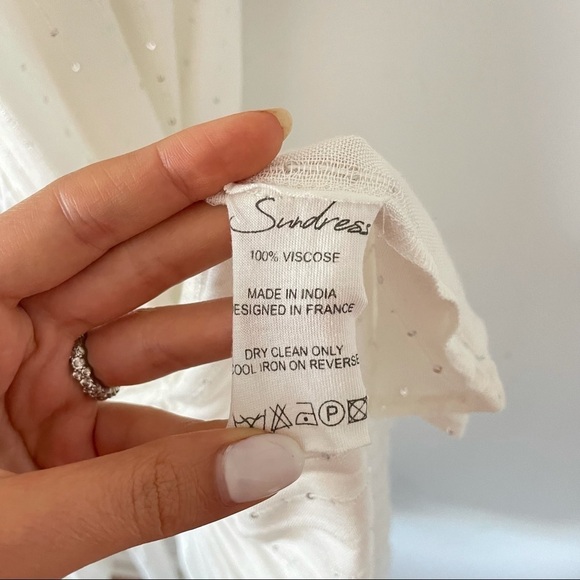 Sundress
100% VISCOSE
MADE IN INDIA
ESIGNED IN FRANCE
DRY CLEAN ONLY
OOL IRON ON REVERSE
P